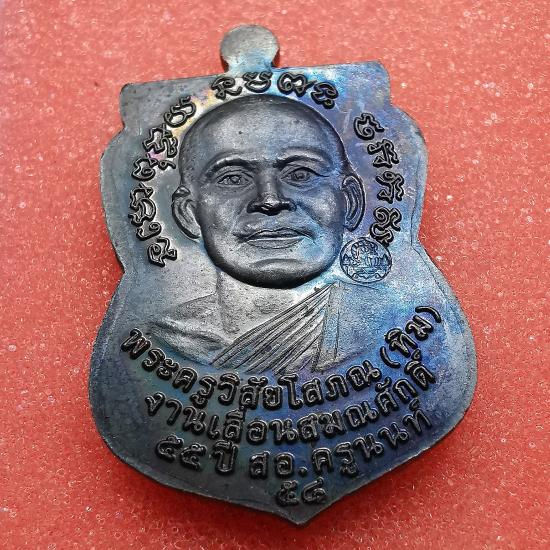 พระครูวิสัยโสภณ (ทิม)
งานเลื่อนสมณศักดิ์
๕๕ ปี สอ.ครูนนท์
๕๔